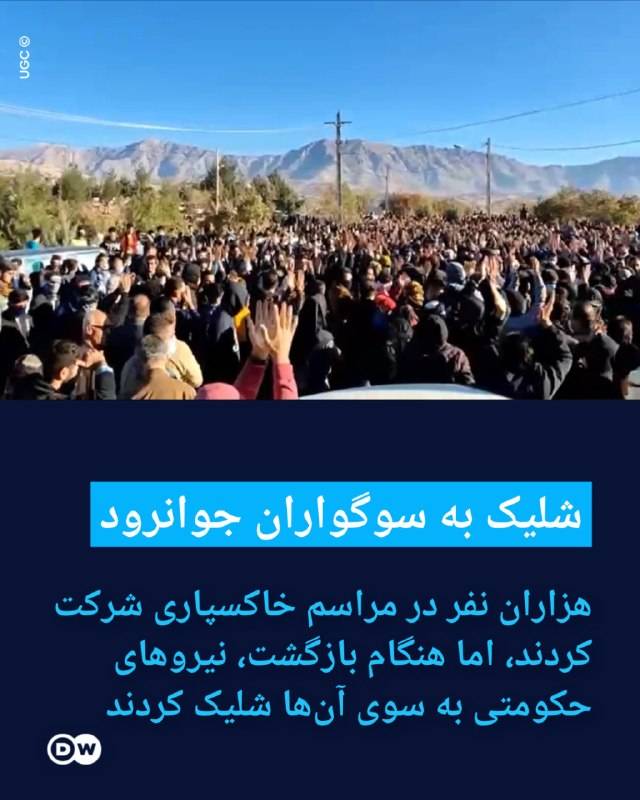 UGC ©
شلیک به سوگواران جوانرود
هزاران نفر در مراسم خاکسپاری شرکت
کردند، اما هنگام بازگشت، نیروهای
حکومتی به سوی آن‌ها شلیک کردند
DW